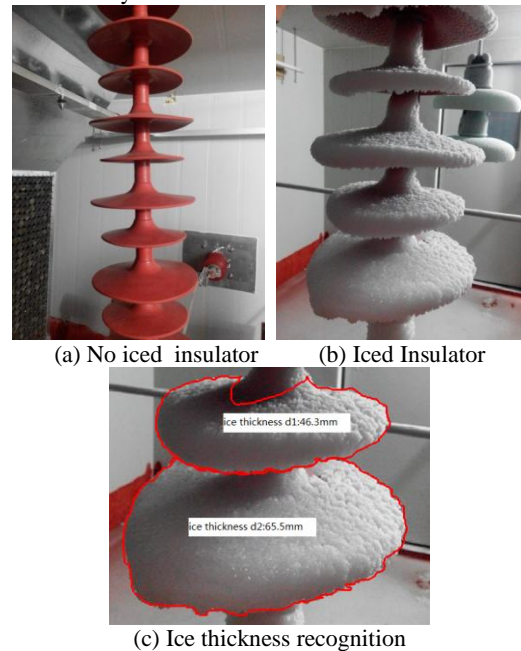 (a) No iced insulator
(b) Iced Insulator
ice thickness d1:46.3mm
ice thickness d2:65.5mm
(c) Ice thickness recognition